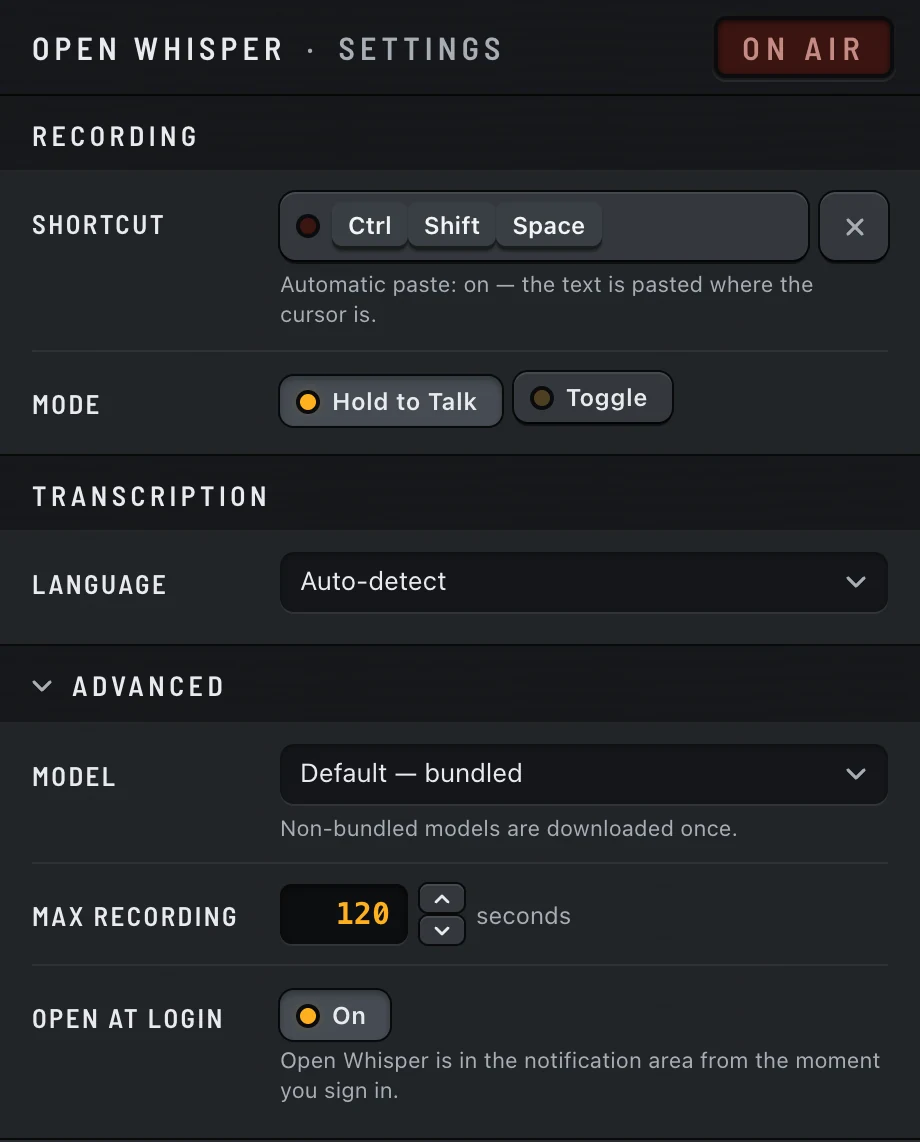 OPEN WHISPER · SETTINGS
ON AIR
RECORDING
SHORTCUT
Ctrl Shift Space
Automatic paste: on — the text is pasted where the
cursor is.
MODE
Hold to Talk
Toggle
TRANSCRIPTION
LANGUAGE
Auto-detect
ADVANCED
MODEL
Default — bundled
Non-bundled models are downloaded once.
MAX RECORDING
120
seconds
OPEN AT LOGIN
On
Open Whisper is in the notification area from the moment
you sign in.